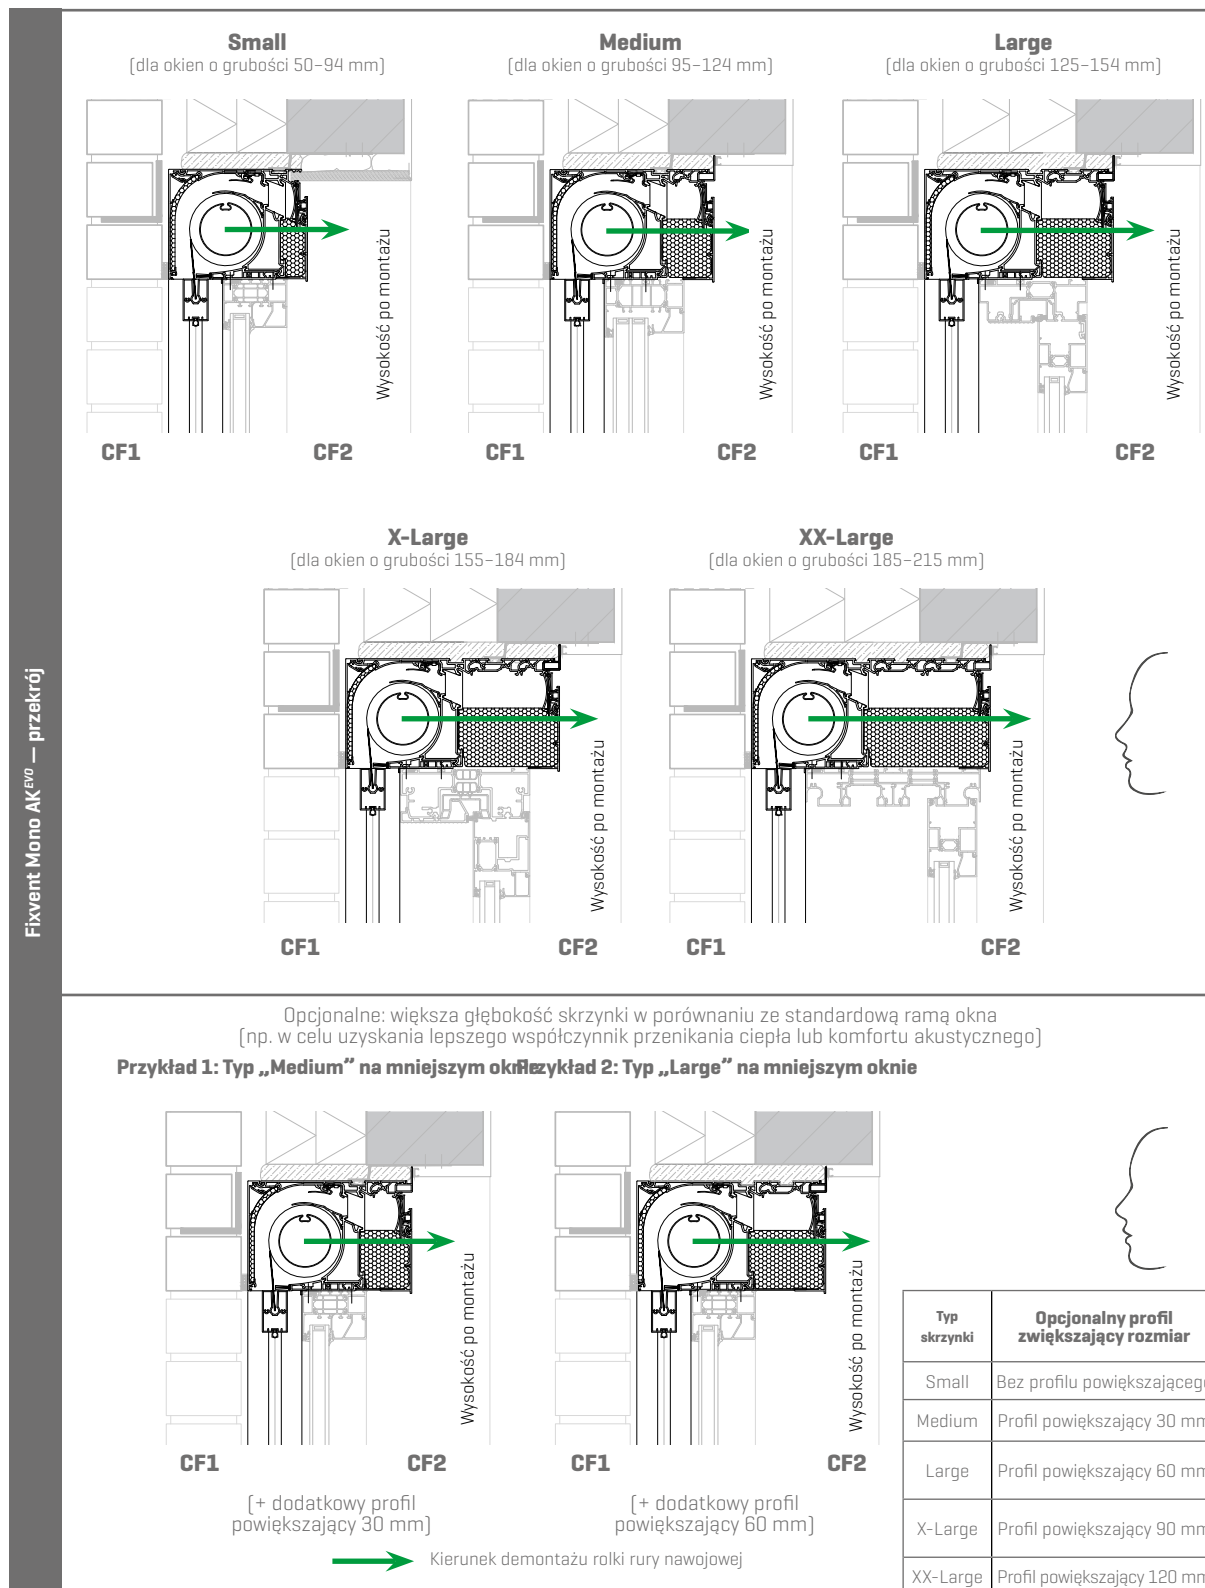 Fixvent Mono AK EVO — przekrój
Small
(dla okien o grubości 50–94 mm)
Medium
(dla okien o grubości 95–124 mm)
Large
(dla okien o grubości 125–154 mm)
Wysokość po montażu
Wysokość po montażu
Wysokość po montażu
CF1
CF2
CF1
CF2
CF1
CF2
X-Large
(dla okien o grubości 155–184 mm)
XX-Large
(dla okien o grubości 185–215 mm)
Wysokość po montażu
Wysokość po montażu
CF1
CF2
CF1
CF2
Opcjonalne: większa głębokość skrzynki w porównaniu ze standardową ramą okna
(np. w celu uzyskania lepszego współczynnik przenikania ciepła lub komfortu akustycznego)
Przykład 1: Typ „Medium” na mniejszym oknie
Przykład 2: Typ „Large” na mniejszym oknie
Wysokość po montażu
Wysokość po montażu
CF1
CF2
CF1
CF2
(+ dodatkowy profil
powiększający 30 mm)
(+ dodatkowy profil
powiększający 60 mm)
Kierunek demontażu rolki rury nawojowej
Typ
skrzynki
Opcjonalny profil
zwiększający rozmiar
Small
Bez profilu powiększającego
Medium
Profil powiększający 30 mm
Large
Profil powiększający 60 mm
X-Large
Profil powiększający 90 mm
XX-Large
Profil powiększający 120 mm